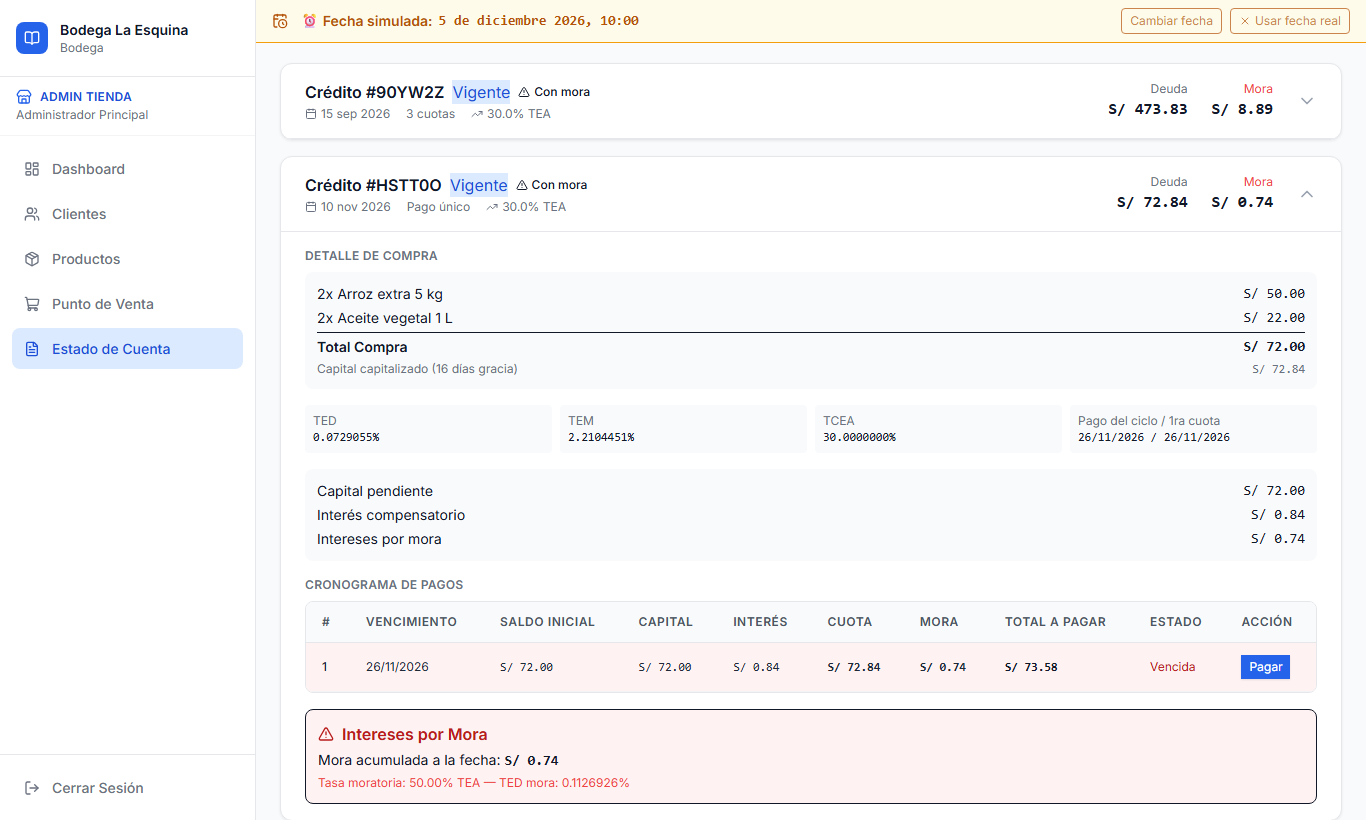 Bodega La Esquina
Bodega
ADMIN TIENDA
Administrador Principal
Dashboard
Clientes
Productos
Punto de Venta
Estado de Cuenta
Cerrar Sesión
⏰ Fecha simulada: 5 de diciembre 2026, 10:00
Cambiar fecha
× Usar fecha real
Crédito #90YW2Z Vigente Con mora
15 sep 2026 3 cuotas 30.0% TEA
Deuda Mora
S/ 473.83 S/ 8.89
Crédito #HSTT0O Vigente Con mora
10 nov 2026 Pago único 30.0% TEA
Deuda Mora
S/ 72.84 S/ 0.74
DETALLE DE COMPRA
2x Arroz extra 5 kg S/ 50.00
2x Aceite vegetal 1 L S/ 22.00
Total Compra S/ 72.00
Capital capitalizado (16 días gracia) S/ 72.84
TED
0.0729055%
TEM
2.2104451%
TCEA
30.0000000%
Pago del ciclo / 1ra cuota
26/11/2026 / 26/11/2026
Capital pendiente S/ 72.00
Interés compensatorio S/ 0.84
Intereses por mora S/ 0.74
CRONOGRAMA DE PAGOS
# VENCIMIENTO SALDO INICIAL CAPITAL INTERÉS CUOTA MORA TOTAL A PAGAR ESTADO ACCIÓN
1 26/11/2026 S/ 72.00 S/ 72.00 S/ 0.84 S/ 72.84 S/ 0.74 S/ 73.58 Vencida Pagar
Intereses por Mora
Mora acumulada a la fecha: S/ 0.74
Tasa moratoria: 50.00% TEA — TED mora: 0.1126926%